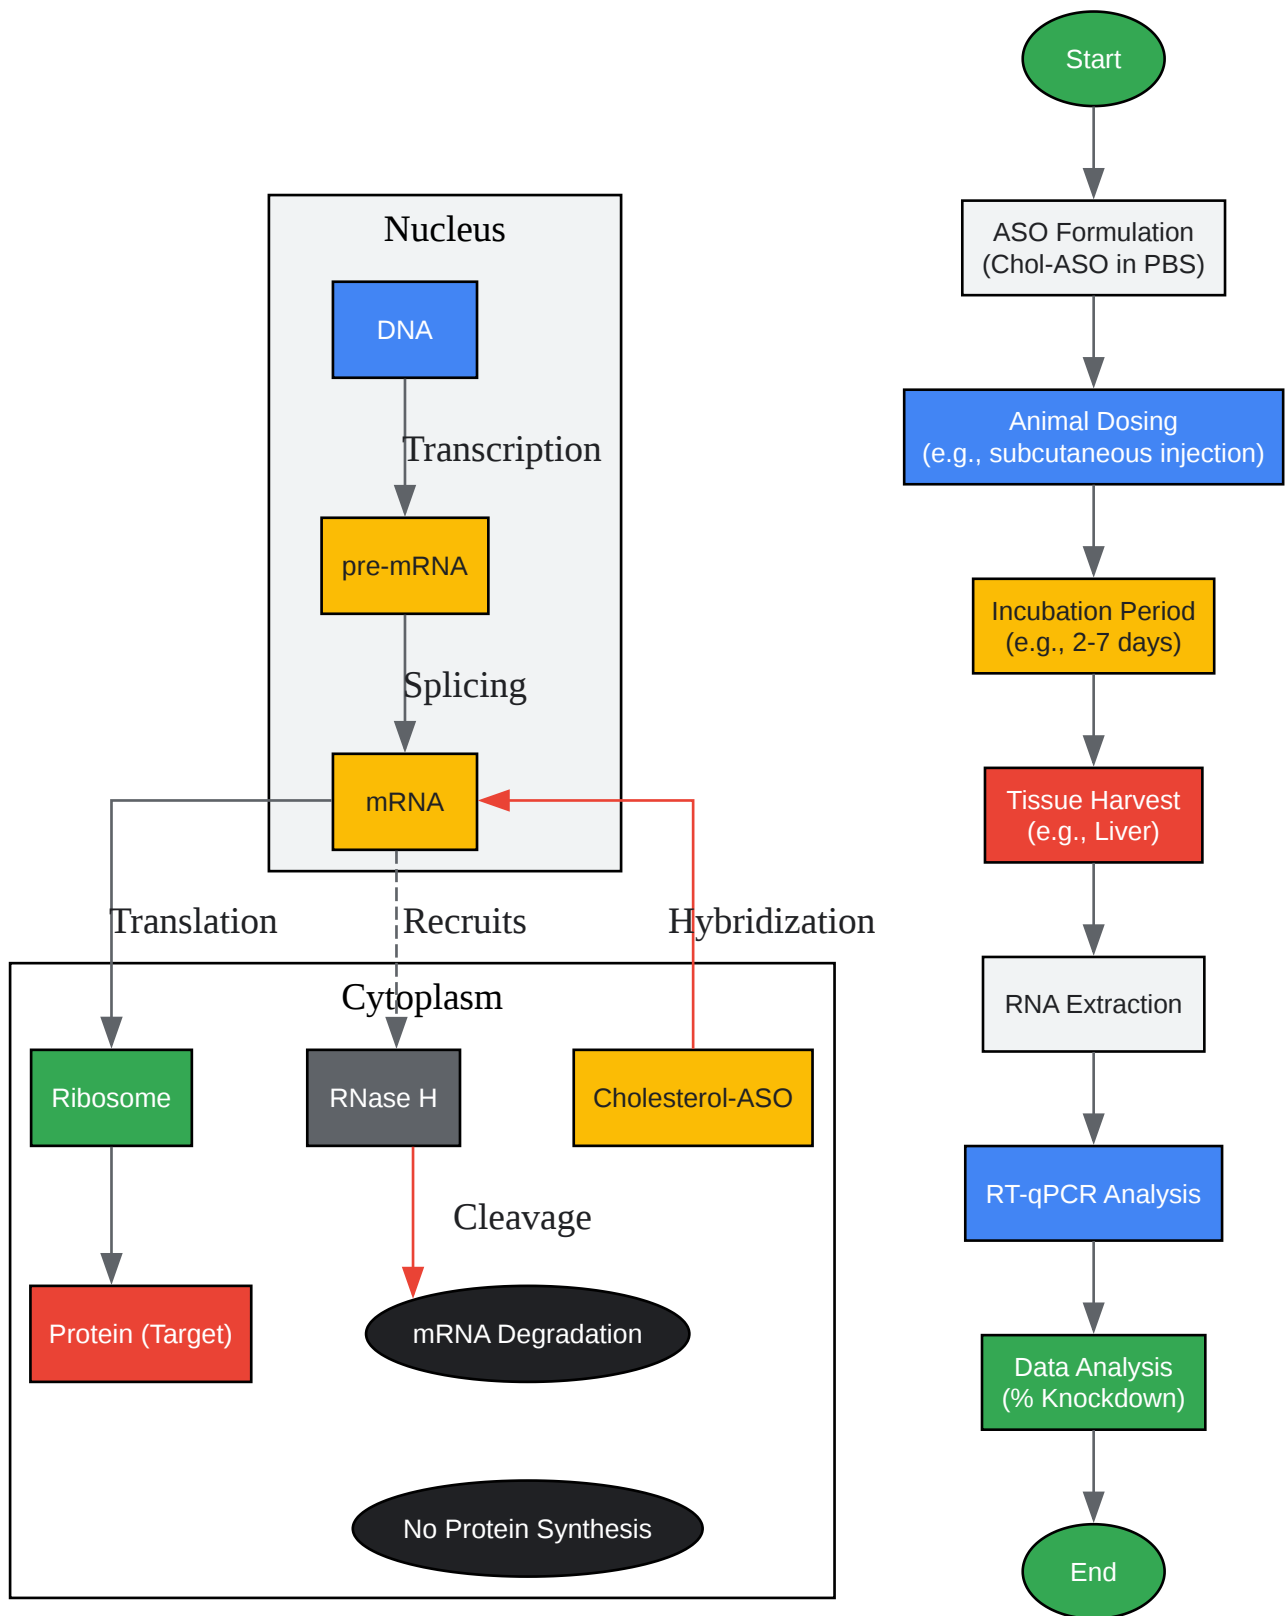 Nucleus
DNA
Transcription
pre-mRNA
Splicing
mRNA
Translation
Recruits
Hybridization
Cytoplasm
Ribosome
RNase H
Cholesterol-ASO
Cleavage
Protein (Target)
mRNA Degradation
No Protein Synthesis
Start
ASO Formulation
(Chol-ASO in PBS)
Animal Dosing
(e.g., subcutaneous injection)
Incubation Period
(e.g., 2-7 days)
Tissue Harvest
(e.g., Liver)
RNA Extraction
RT-qPCR Analysis
Data Analysis
(% Knockdown)
End